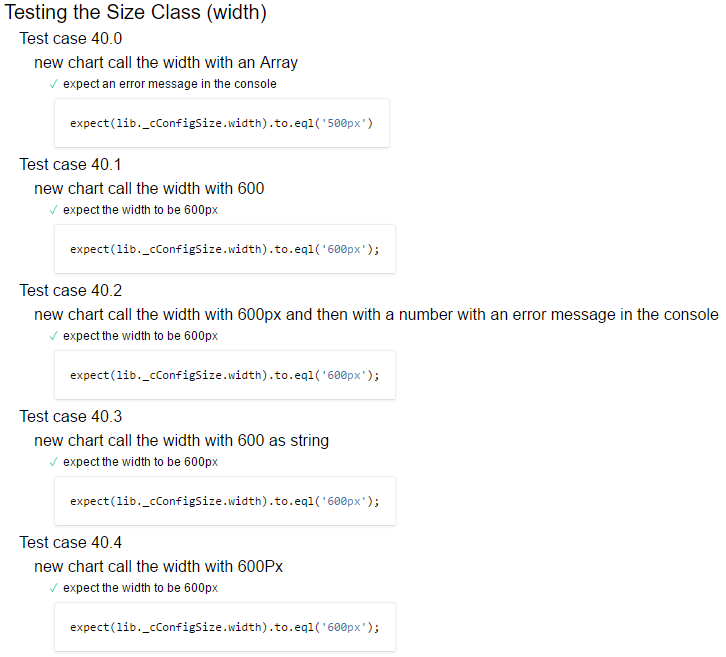 Testing the Size Class (width)
Test case 40.0
new chart call the width with an Array
✓ expect an error message in the console
expect(lib._cConfigSize.width).to.eql('500px')
Test case 40.1
new chart call the width with 600
✓ expect the width to be 600px
expect(lib._cConfigSize.width).to.eql('600px');
Test case 40.2
new chart call the width with 600px and then with a number with an error message in the console
✓ expect the width to be 600px
expect(lib._cConfigSize.width).to.eql('600px');
Test case 40.3
new chart call the width with 600 as string
✓ expect the width to be 600px
expect(lib._cConfigSize.width).to.eql('600px');
Test case 40.4
new chart call the width with 600Px
✓ expect the width to be 600px
expect(lib._cConfigSize.width).to.eql('600px');